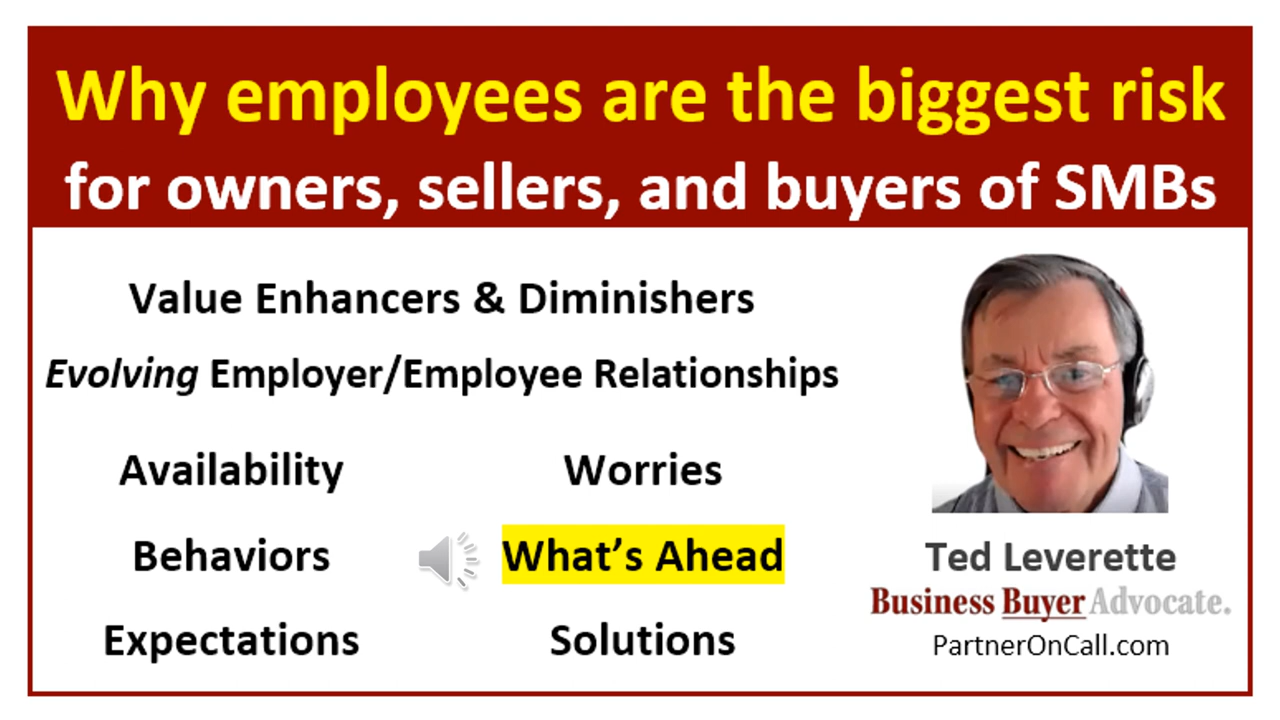 Why employees are the biggest risk
for owners, sellers, and buyers of SMBs
Value Enhancers & Diminishers
Evolving Employer/Employee Relationships
Availability
Worries
Behaviors
What’s Ahead
Expectations
Solutions
Ted Leverette
Business Buyer Advocate.
PartnerOnCall.com